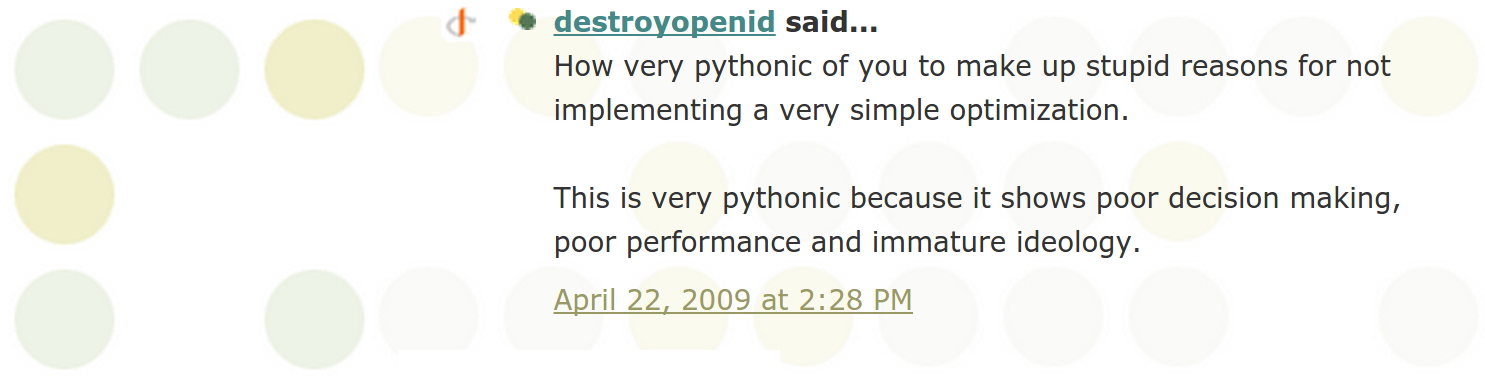 destroyopenid said...
How very pythonic of you to make up stupid reasons for not
implementing a very simple optimization.
This is very pythonic because it shows poor decision making,
poor performance and immature ideology.
April 22, 2009 at 2:28 PM